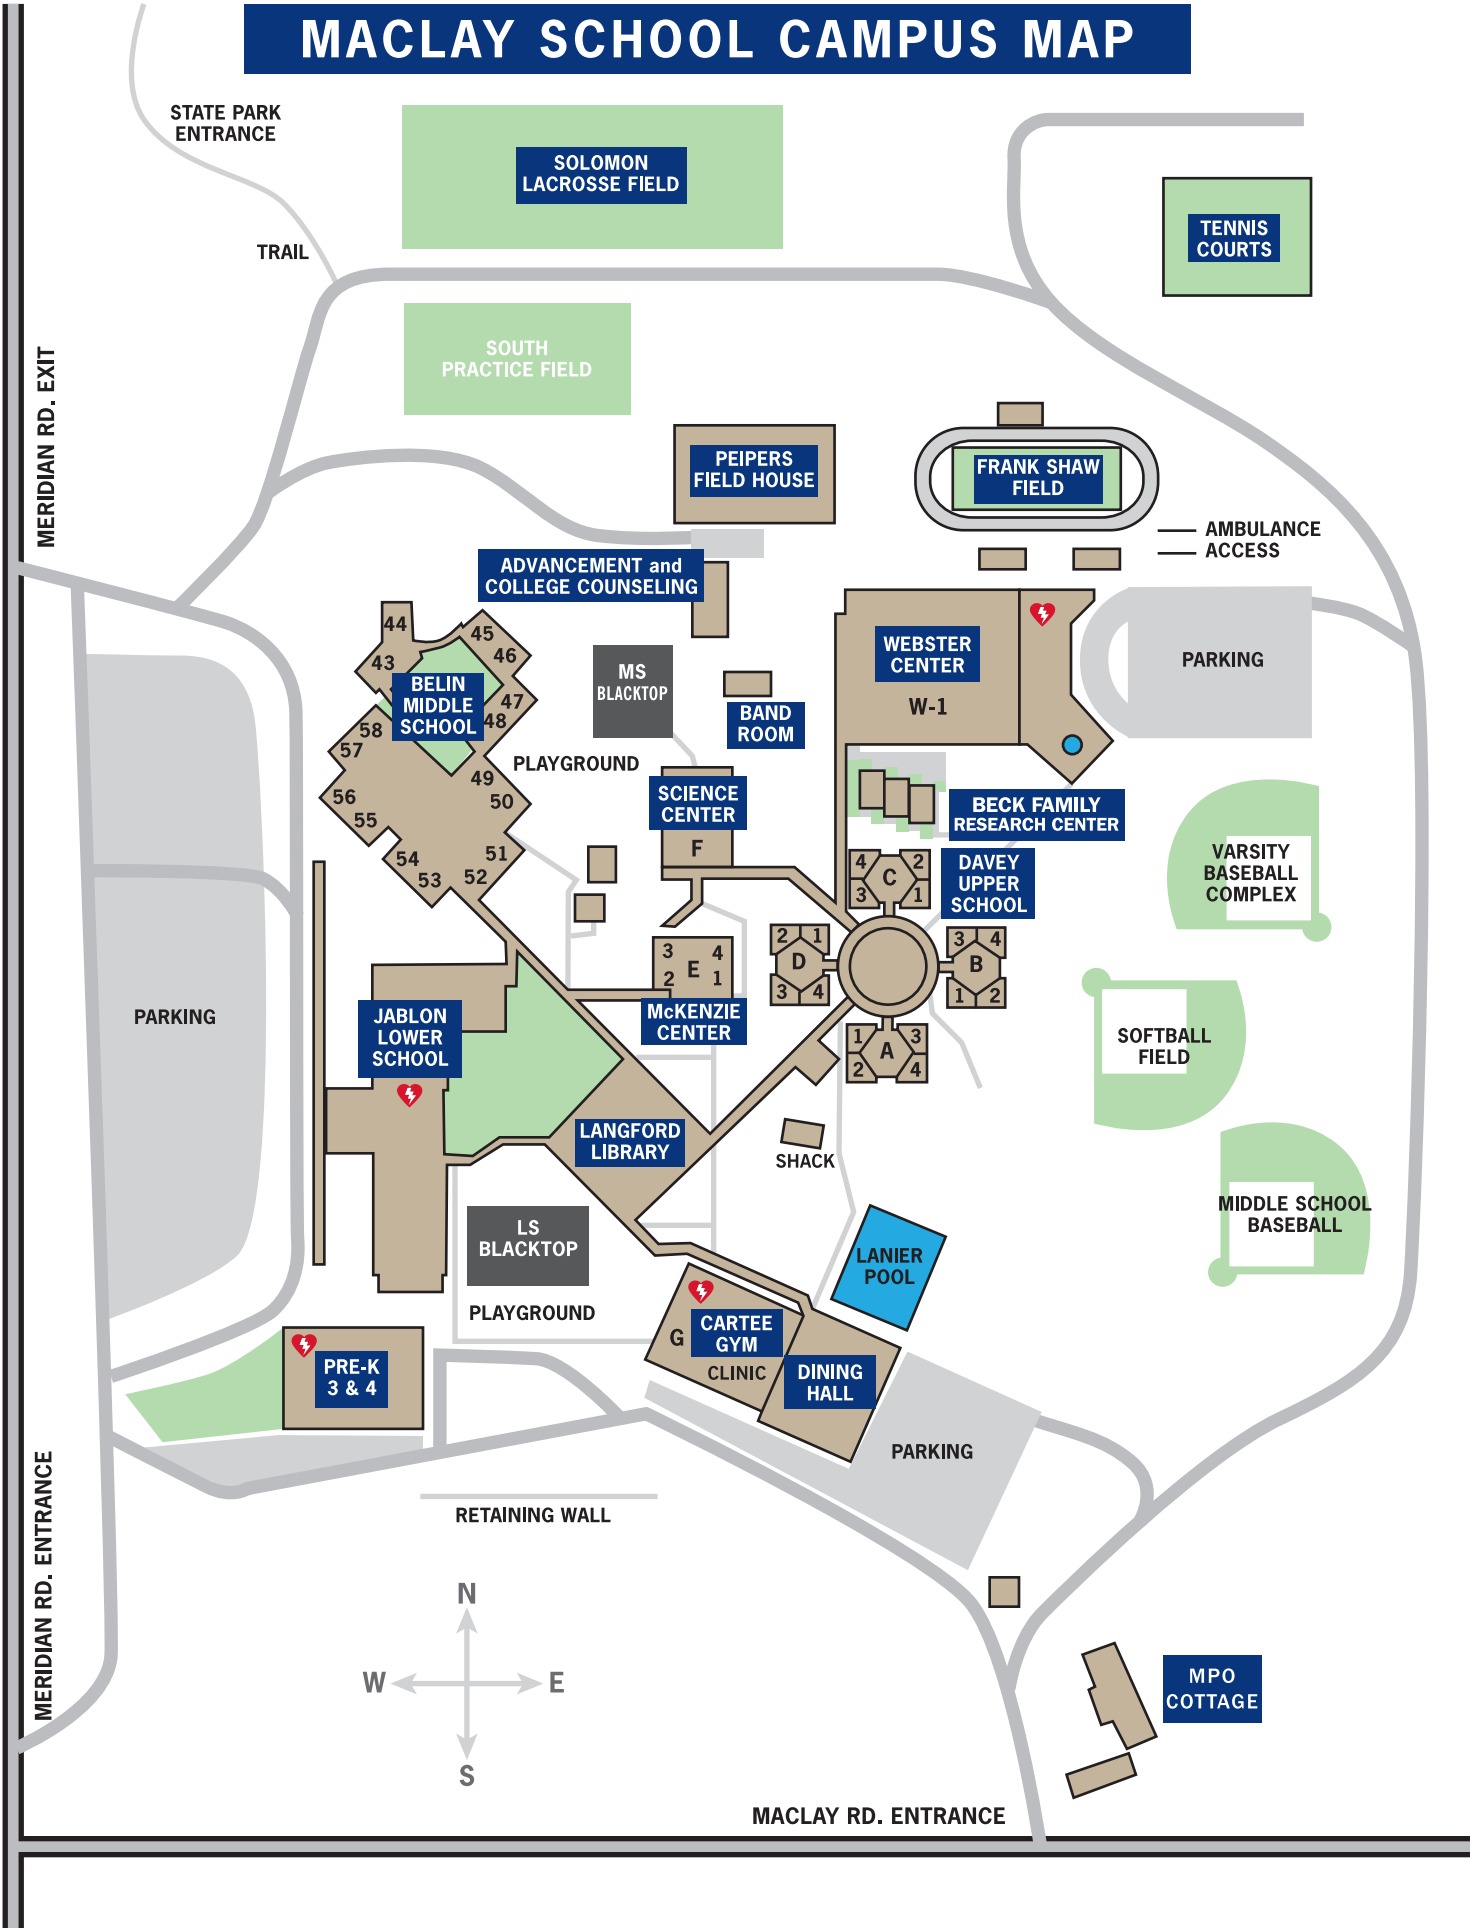 MACLAY SCHOOL CAMPUS MAP
STATE PARK
ENTRANCE
SOLOMON
LACROSSE FIELD
TENNIS
COURTS
TRAIL
SOUTH
PRACTICE FIELD
MERIDIAN RD. EXIT
PEIPERS
FIELD HOUSE
FRANK SHAW
FIELD
AMBULANCE
ACCESS
ADVANCEMENT and
COLLEGE COUNSELING
44
45
46
43
BELIN
MIDDLE
SCHOOL
47
48
58
57
56
55
54
53
52
51
50
49
MS
BLACKTOP
BAND
ROOM
WEBSTER
CENTER
W-1
PARKING
PLAYGROUND
SCIENCE
CENTER
F
BECK FAMILY
RESEARCH CENTER
DAVEY
UPPER
SCHOOL
4
2
C
3
1
VARSITY
BASEBALL
COMPLEX
2
1
D
3
4
3
4
B
1
2
3
4
E
2
1
McKENZIE
CENTER
1
3
A
2
4
PARKING
JABLON
LOWER
SCHOOL
SOFTBALL
FIELD
LANGFORD
LIBRARY
SHACK
MIDDLE SCHOOL
BASEBALL
LS
BLACKTOP
LANIER
POOL
PLAYGROUND
G
CARTEE
GYM
CLINIC
DINING
HALL
PRE-K
3 & 4
PARKING
RETAINING WALL
MERIDIAN RD. ENTRANCE
N
W
E
S
MPO
COTTAGE
MACLAY RD. ENTRANCE